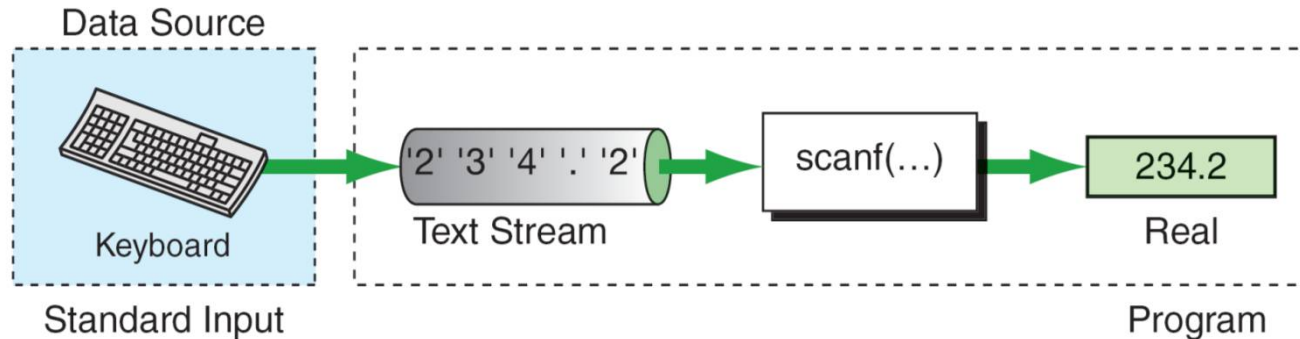 Data Source
'2' '3' '4' '.' '2'
scanf(...)
234.2
Keyboard
Text Stream
Real
Standard Input
Program